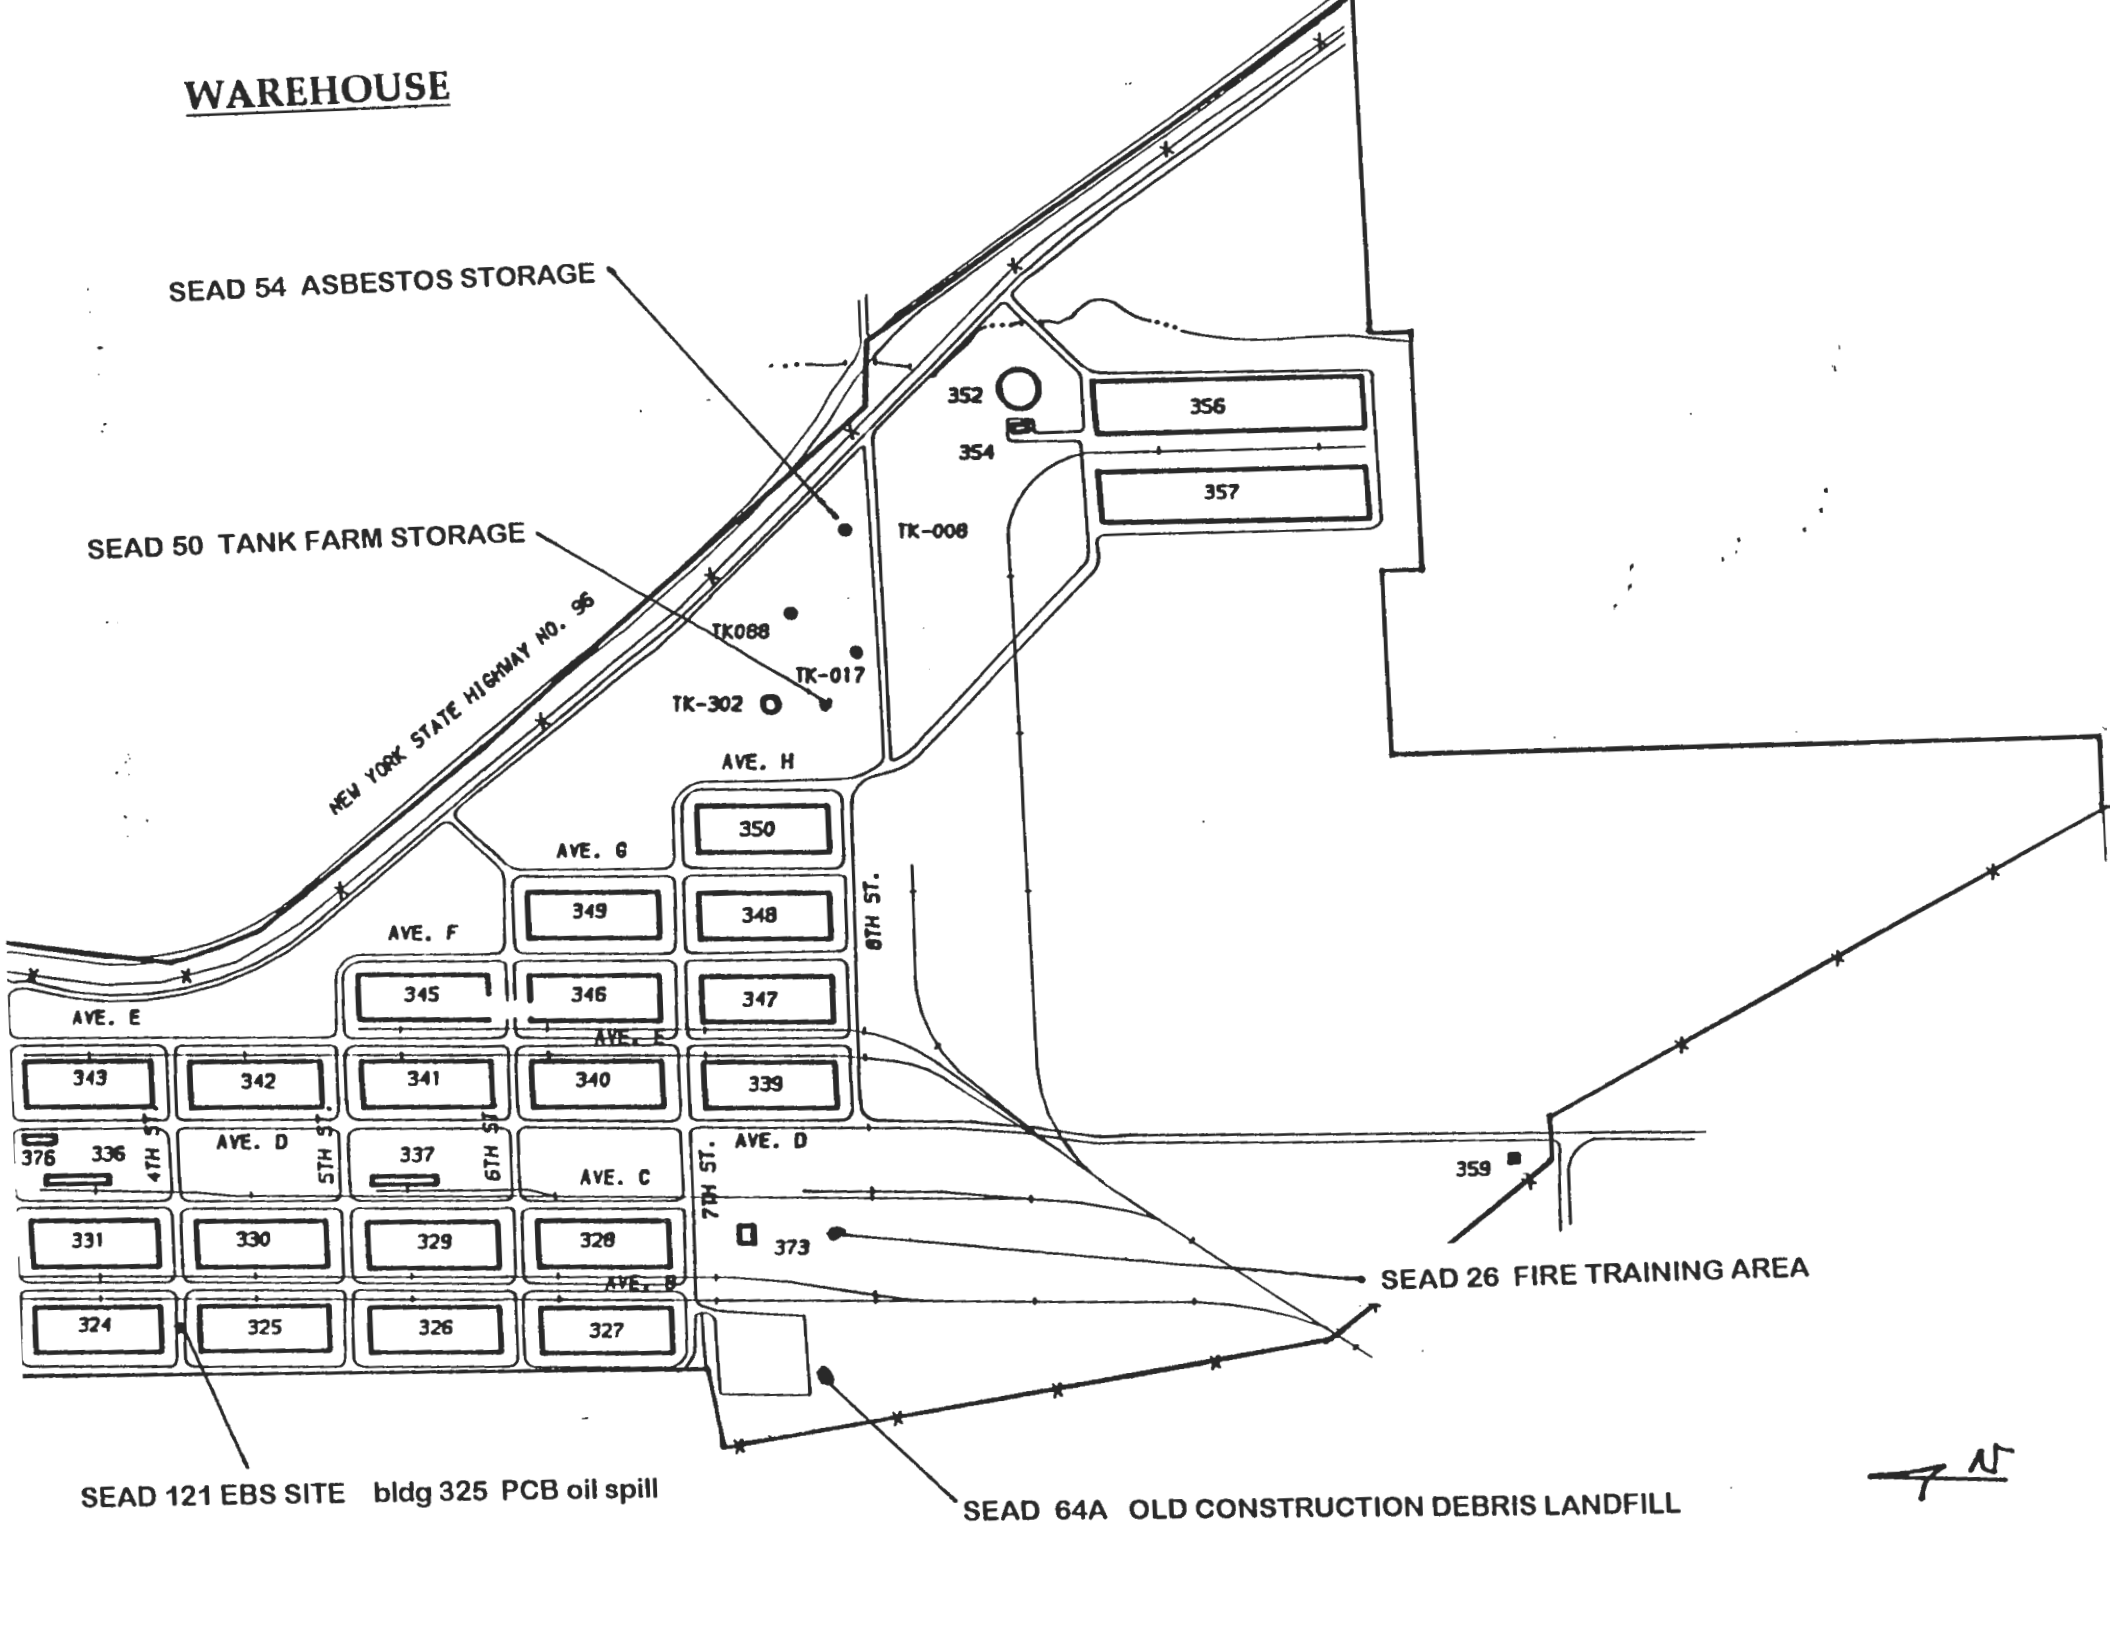 WAREHOUSE
SEAD 54 ASBESTOS STORAGE
352
356
354
357
SEAD 50 TANK FARM STORAGE
TK-008
NEW YORK STATE HIGHWAY NO. 96
TK088
TK-017
TK-302
AVE. H
350
AVE. G
349
348
8TH ST.
AVE. F
345
346
347
AVE. E
AVE. E
343
342
341
340
339
376
336
4TH ST.
AVE. D
5TH ST.
337
6TH ST.
AVE. C
7TH ST.
AVE. D
359
331
330
329
328
373
SEAD 26 FIRE TRAINING AREA
AVE. B
324
325
326
327
SEAD 121 EBS SITE bldg 325 PCB oil spill
SEAD 64A OLD CONSTRUCTION DEBRIS LANDFILL
N